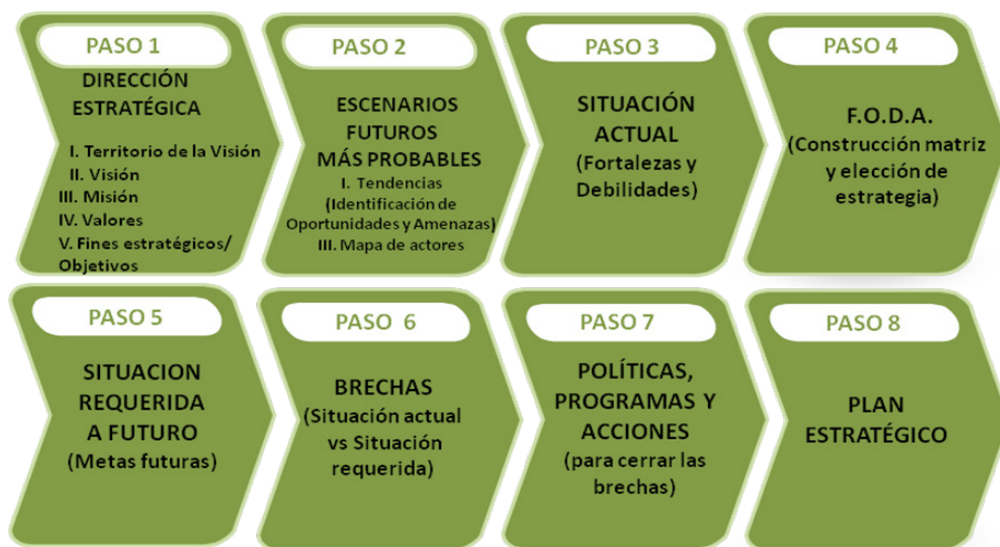 PASO 1
DIRECCIÓN
ESTRATÉGICA
I. Territorio de la Visión
II. Visión
III. Misión
IV. Valores
V. Fines estratégicos/
Objetivos
PASO 2
ESCENARIOS
FUTUROS
MÁS PROBABLES
I. Tendencias
(Identificación de
Oportunidades y Amenazas)
III. Mapa de actores
PASO 3
SITUACIÓN
ACTUAL
(Fortalezas y
Debilidades)
PASO 4
F.O.D.A.
(Construcción matriz
y elección de
estrategia)
PASO 5
SITUACION
REQUERIDA
A FUTURO
(Metas futuras)
PASO 6
BRECHAS
(Situación actual
vs Situación
requerida)
PASO 7
POLÍTICAS,
PROGRAMAS Y
ACCIONES
(para cerrar las
brechas)
PASO 8
PLAN
ESTRATÉGICO